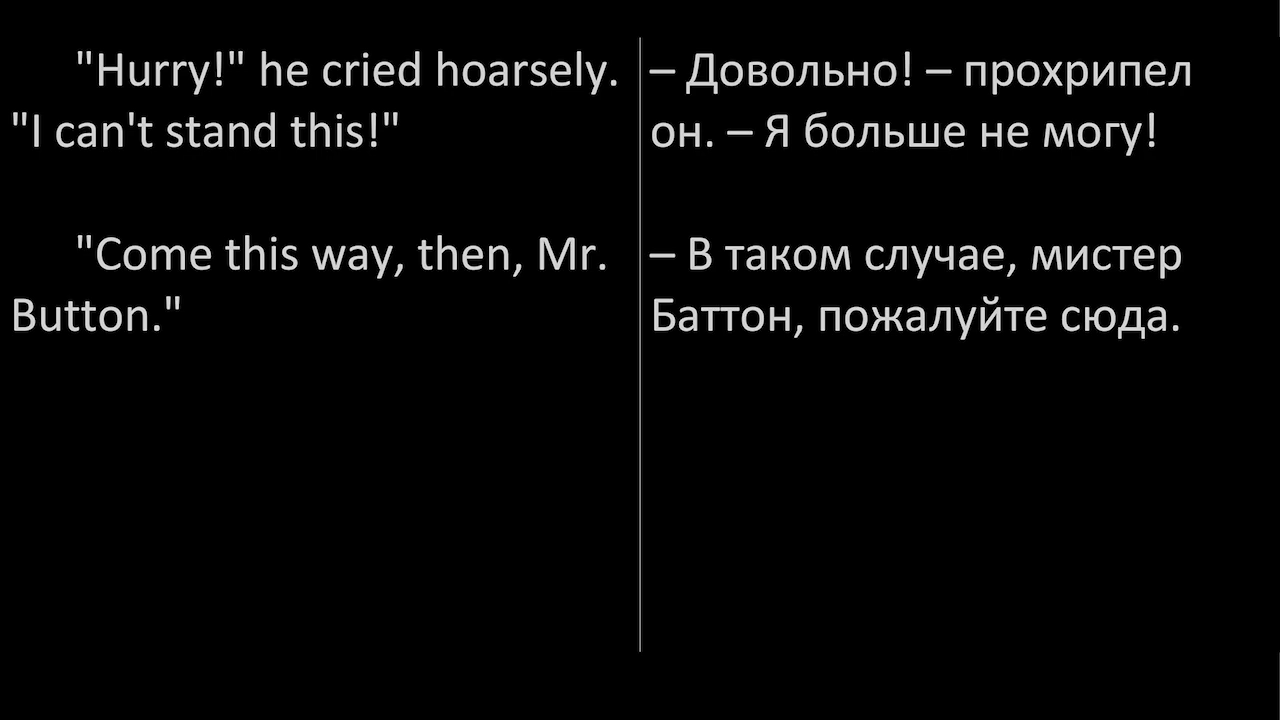 "Hurry!" he cried hoarsely.
"I can't stand this!"
"Come this way, then, Mr.
Button."
– Довольно! – прохрипел
он. – Я больше не могу!
– В таком случае, мистер
Баттон, пожалуйте сюда.